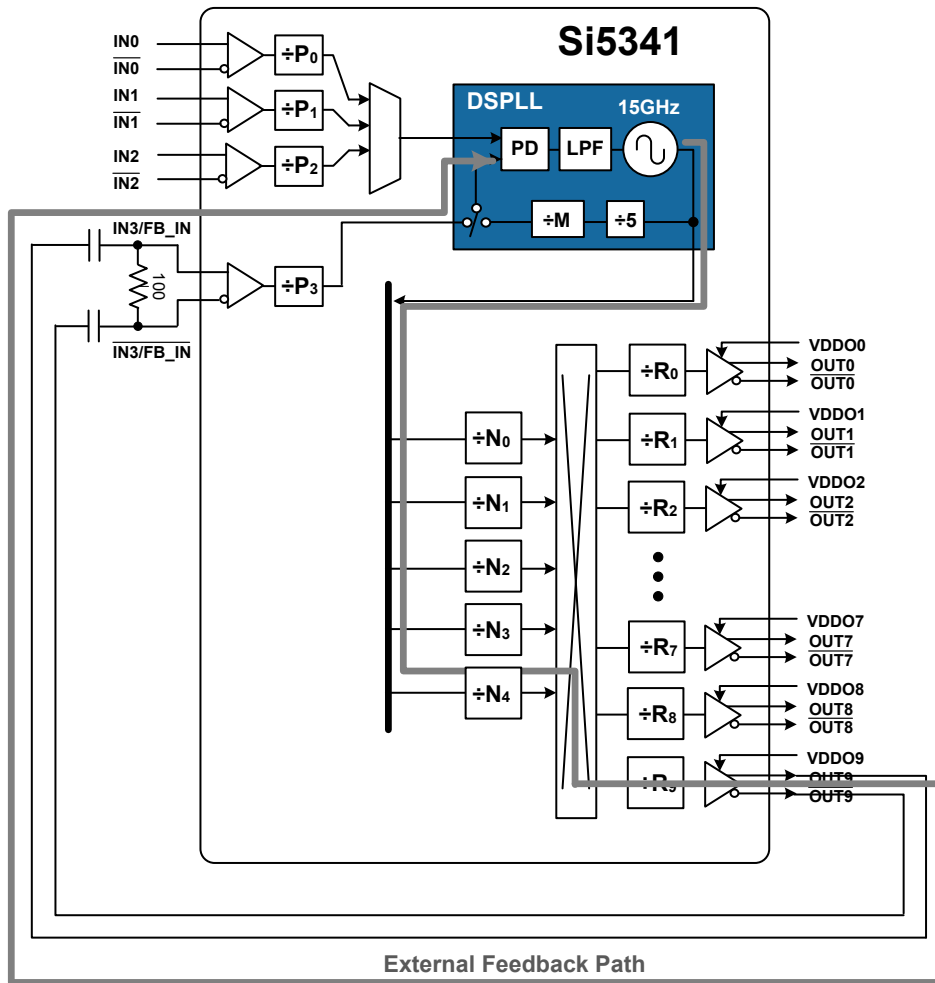 Si5341
IN0
IN0
÷P0
IN1
IN1
÷P1
IN2
IN2
÷P2
DSPLL
15GHz
PD
LPF
÷M
÷5
IN3/FB_IN
100
÷P3
IN3/FB_IN
÷N0
÷N1
÷N2
÷N3
÷N4
÷R0
VDDO0
OUT0
OUT0
÷R1
VDDO1
OUT1
OUT1
÷R2
VDDO2
OUT2
OUT2
÷R7
VDDO7
OUT7
OUT7
÷R8
VDDO8
OUT8
OUT8
÷R9
VDDO9
OUT9
OUT9
External Feedback Path